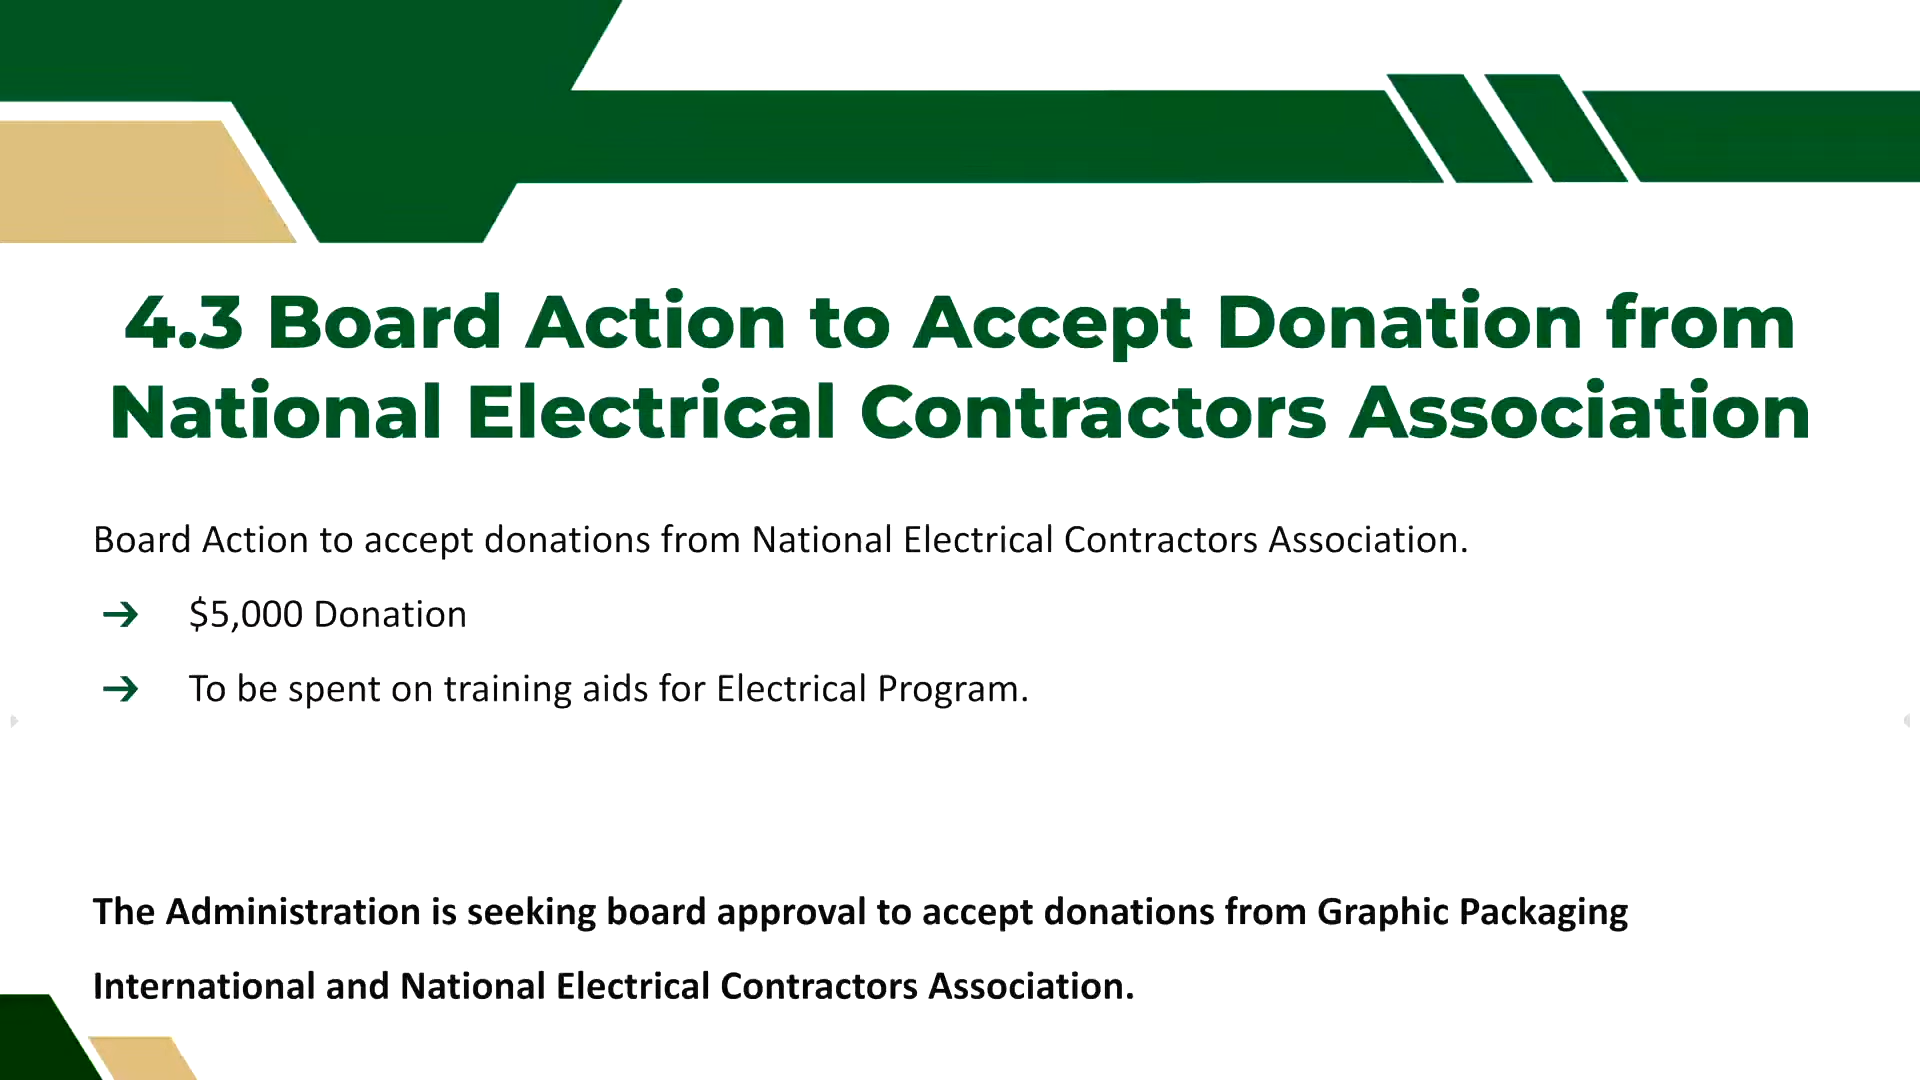 4.3 Board Action to Accept Donation from
National Electrical Contractors Association
Board Action to accept donations from National Electrical Contractors Association.
➔ $5,000 Donation
➔ To be spent on training aids for Electrical Program.
The Administration is seeking board approval to accept donations from Graphic Packaging
International and National Electrical Contractors Association.